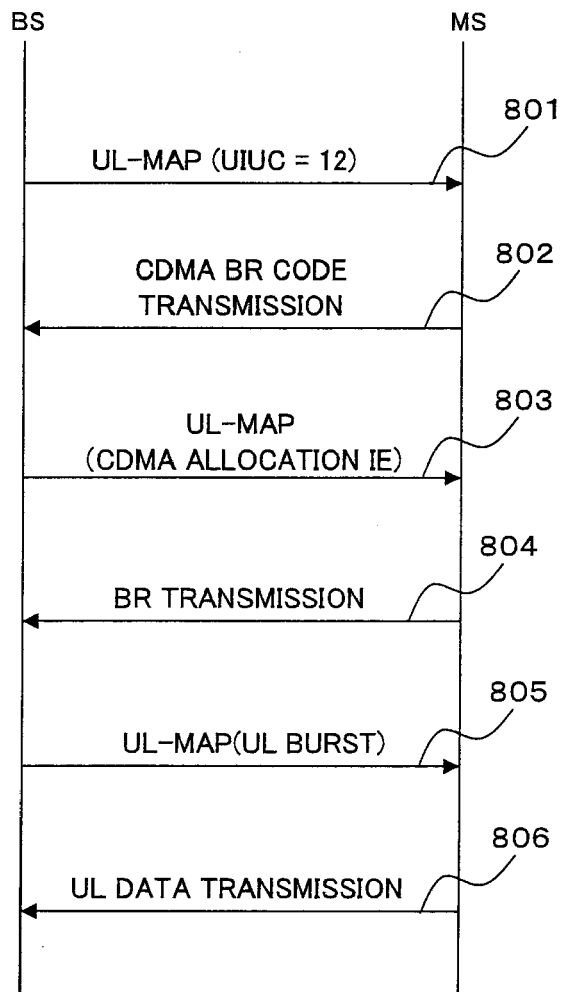 BS
MS
801
UL-MAP (UIUC = 12)
802
CDMA BR CODE
TRANSMISSION
803
UL-MAP
(CDMA ALLOCATION IE)
804
BR TRANSMISSION
805
UL-MAP(UL BURST)
806
UL DATA TRANSMISSION